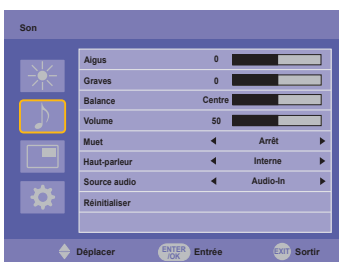 Son
Aigus 0
Graves 0
Balance Centre
Volume 50
Muet Arrêt
Haut-parleur Interne
Source audio Audio-In
Réinitialiser
Déplacer ENTER /OK Entrée EXIT Sortir